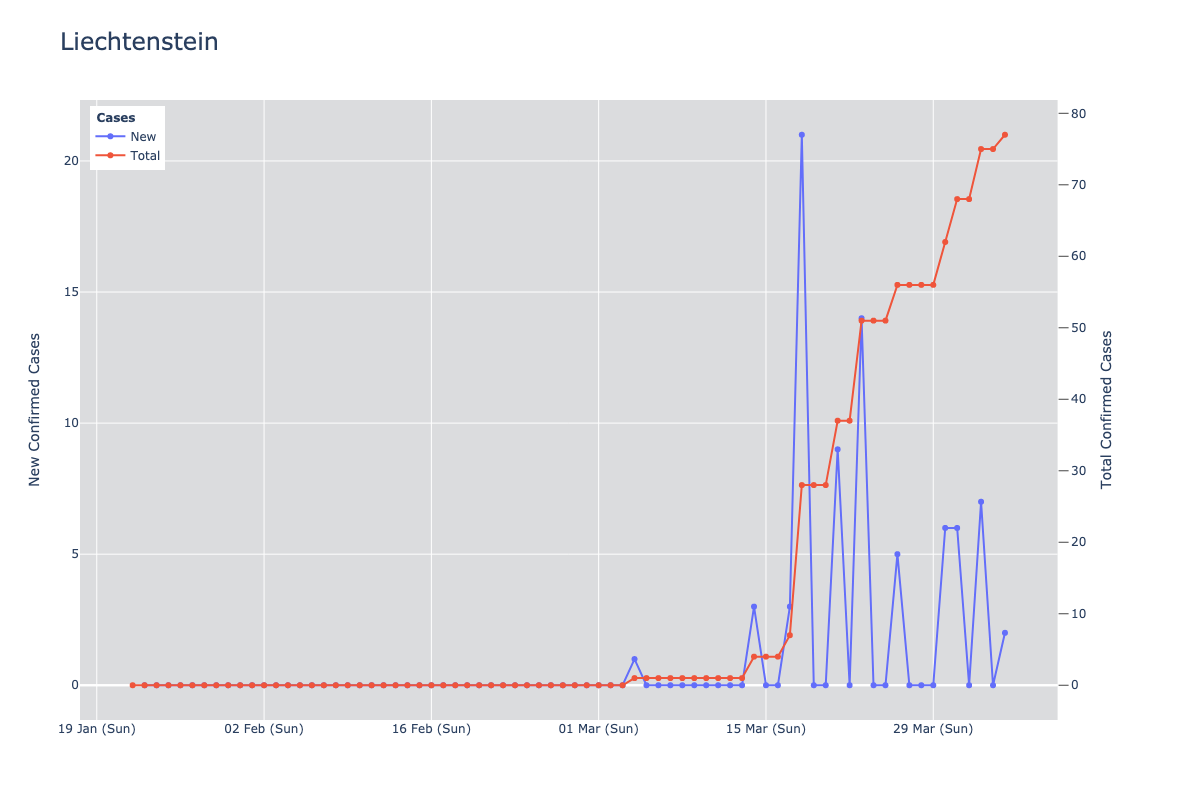 Liechtenstein
Cases
New
Total
20
15
10
5
0
80
70
60
50
40
30
20
10
0
New Confirmed Cases
Total Confirmed Cases
19 Jan (Sun) 02 Feb (Sun) 16 Feb (Sun) 01 Mar (Sun) 15 Mar (Sun) 29 Mar (Sun)